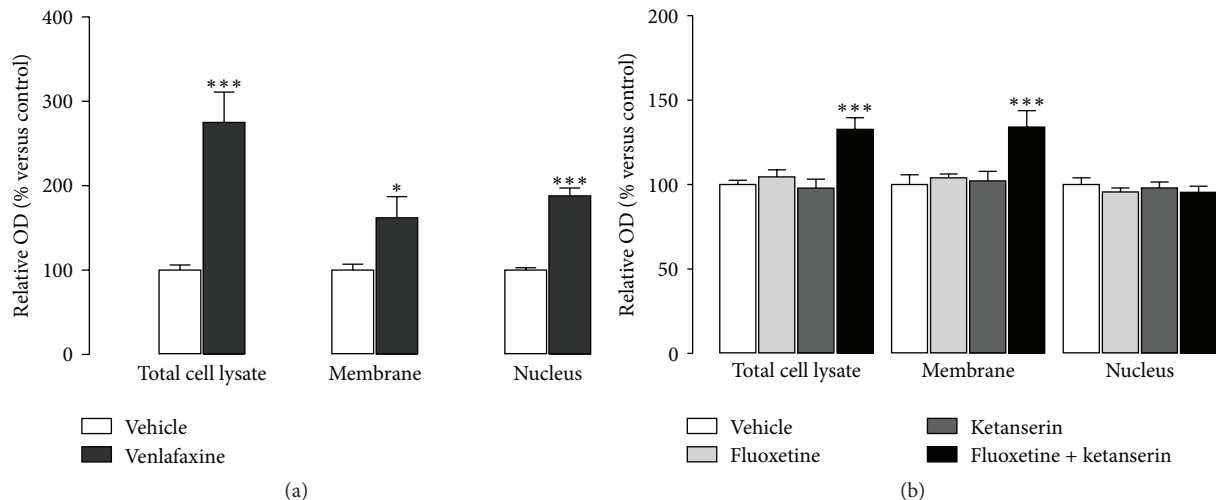 Relative OD (% versus control)
400
300
200
100
0
***
*
***
Total cell lysate
Membrane
Nucleus
Vehicle
Venlafaxine
(a)
Relative OD (% versus control)
200
150
100
50
0
***
***
Total cell lysate
Membrane
Nucleus
Vehicle
Fluoxetine
Ketanserin
Fluoxetine + ketanserin
(b)